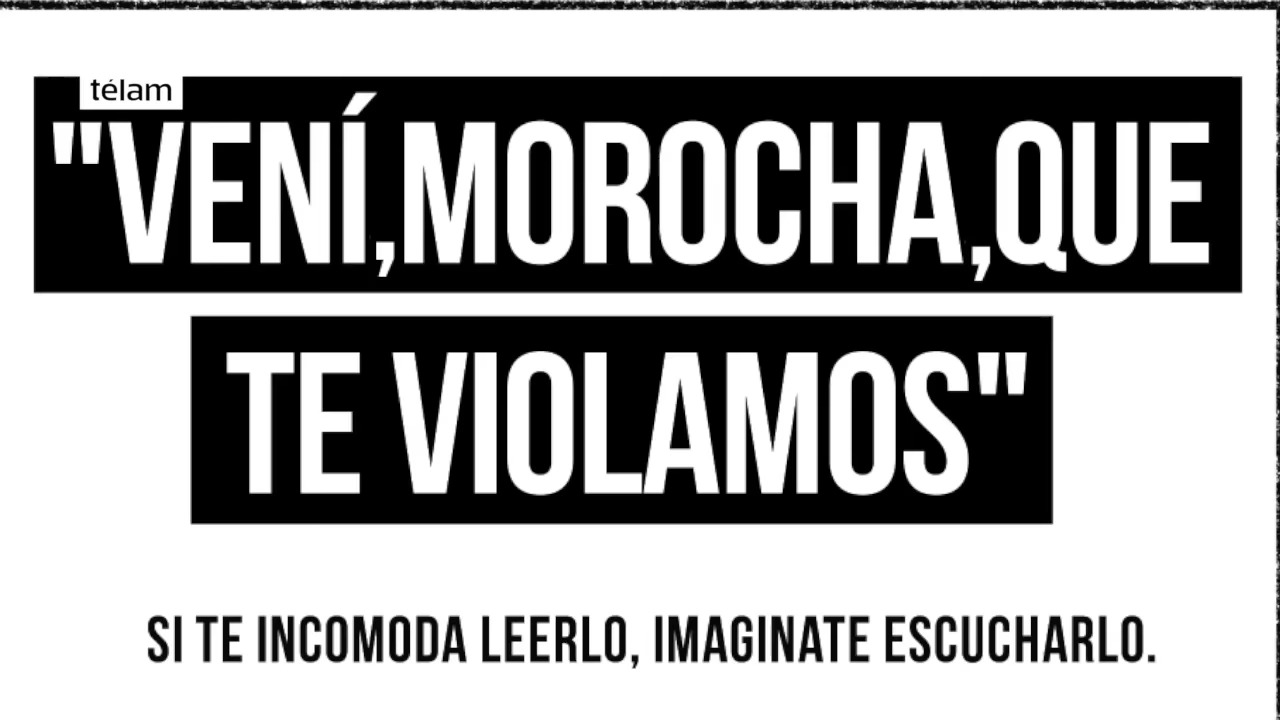 télam
"VENÍ,MOROCHA,QUE
TE VIOLAMOS"
SI TE INCOMODA LEERLO, IMAGINATE ESCUCHARLO.